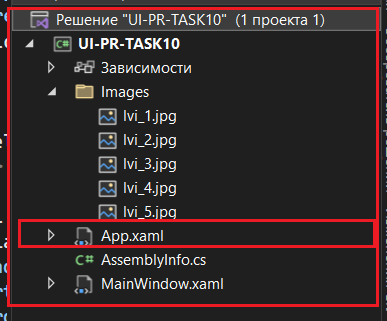 Решение "UI-PR-TASK10" (1 проекта 1)
C# UI-PR-TASK10
Зависимости
Images
lvi_1.jpg
lvi_2.jpg
lvi_3.jpg
lvi_4.jpg
lvi_5.jpg
App.xaml
C# AssemblyInfo.cs
MainWindow.xaml